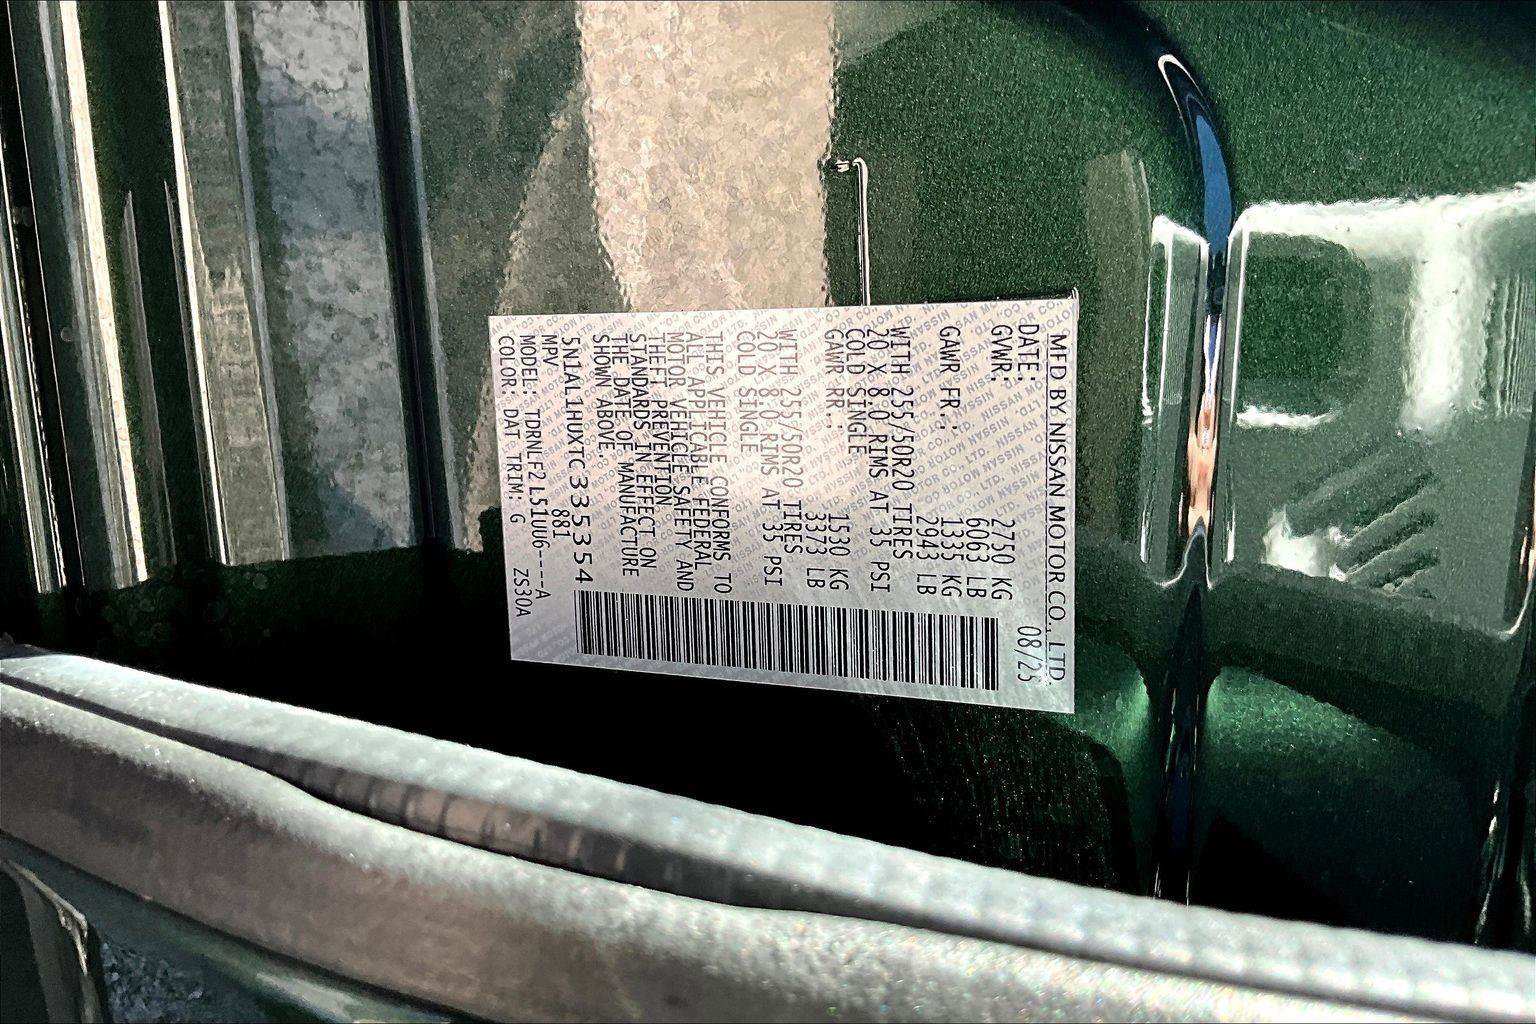 MFD BY NISSAN MOTOR CO., LTD.
DATE: 08/25
GVWR: 2750 KG
6063 LB
GAWR FR.: 1335 KG
2943 LB
WITH 255/50R20 TIRES
20 X 8.0 RIMS AT 35 PSI
COLD SINGLE
GAWR RR.: 1530 KG
3373 LB
WITH 255/50R20 TIRES
20 X 8.0 RIMS AT 35 PSI
COLD SINGLE
THIS VEHICLE CONFORMS TO
ALL APPLICABLE FEDERAL
MOTOR VEHICLE SAFETY AND
THEFT PREVENTION
STANDARDS IN EFFECT ON
THE DATE OF MANUFACTURE
SHOWN ABOVE.
5N1AL1HUXTC335354
MPV 881
MODEL: TDRNLF2 L51UU6----A
COLOR: DAT TRIM: G ZS30A